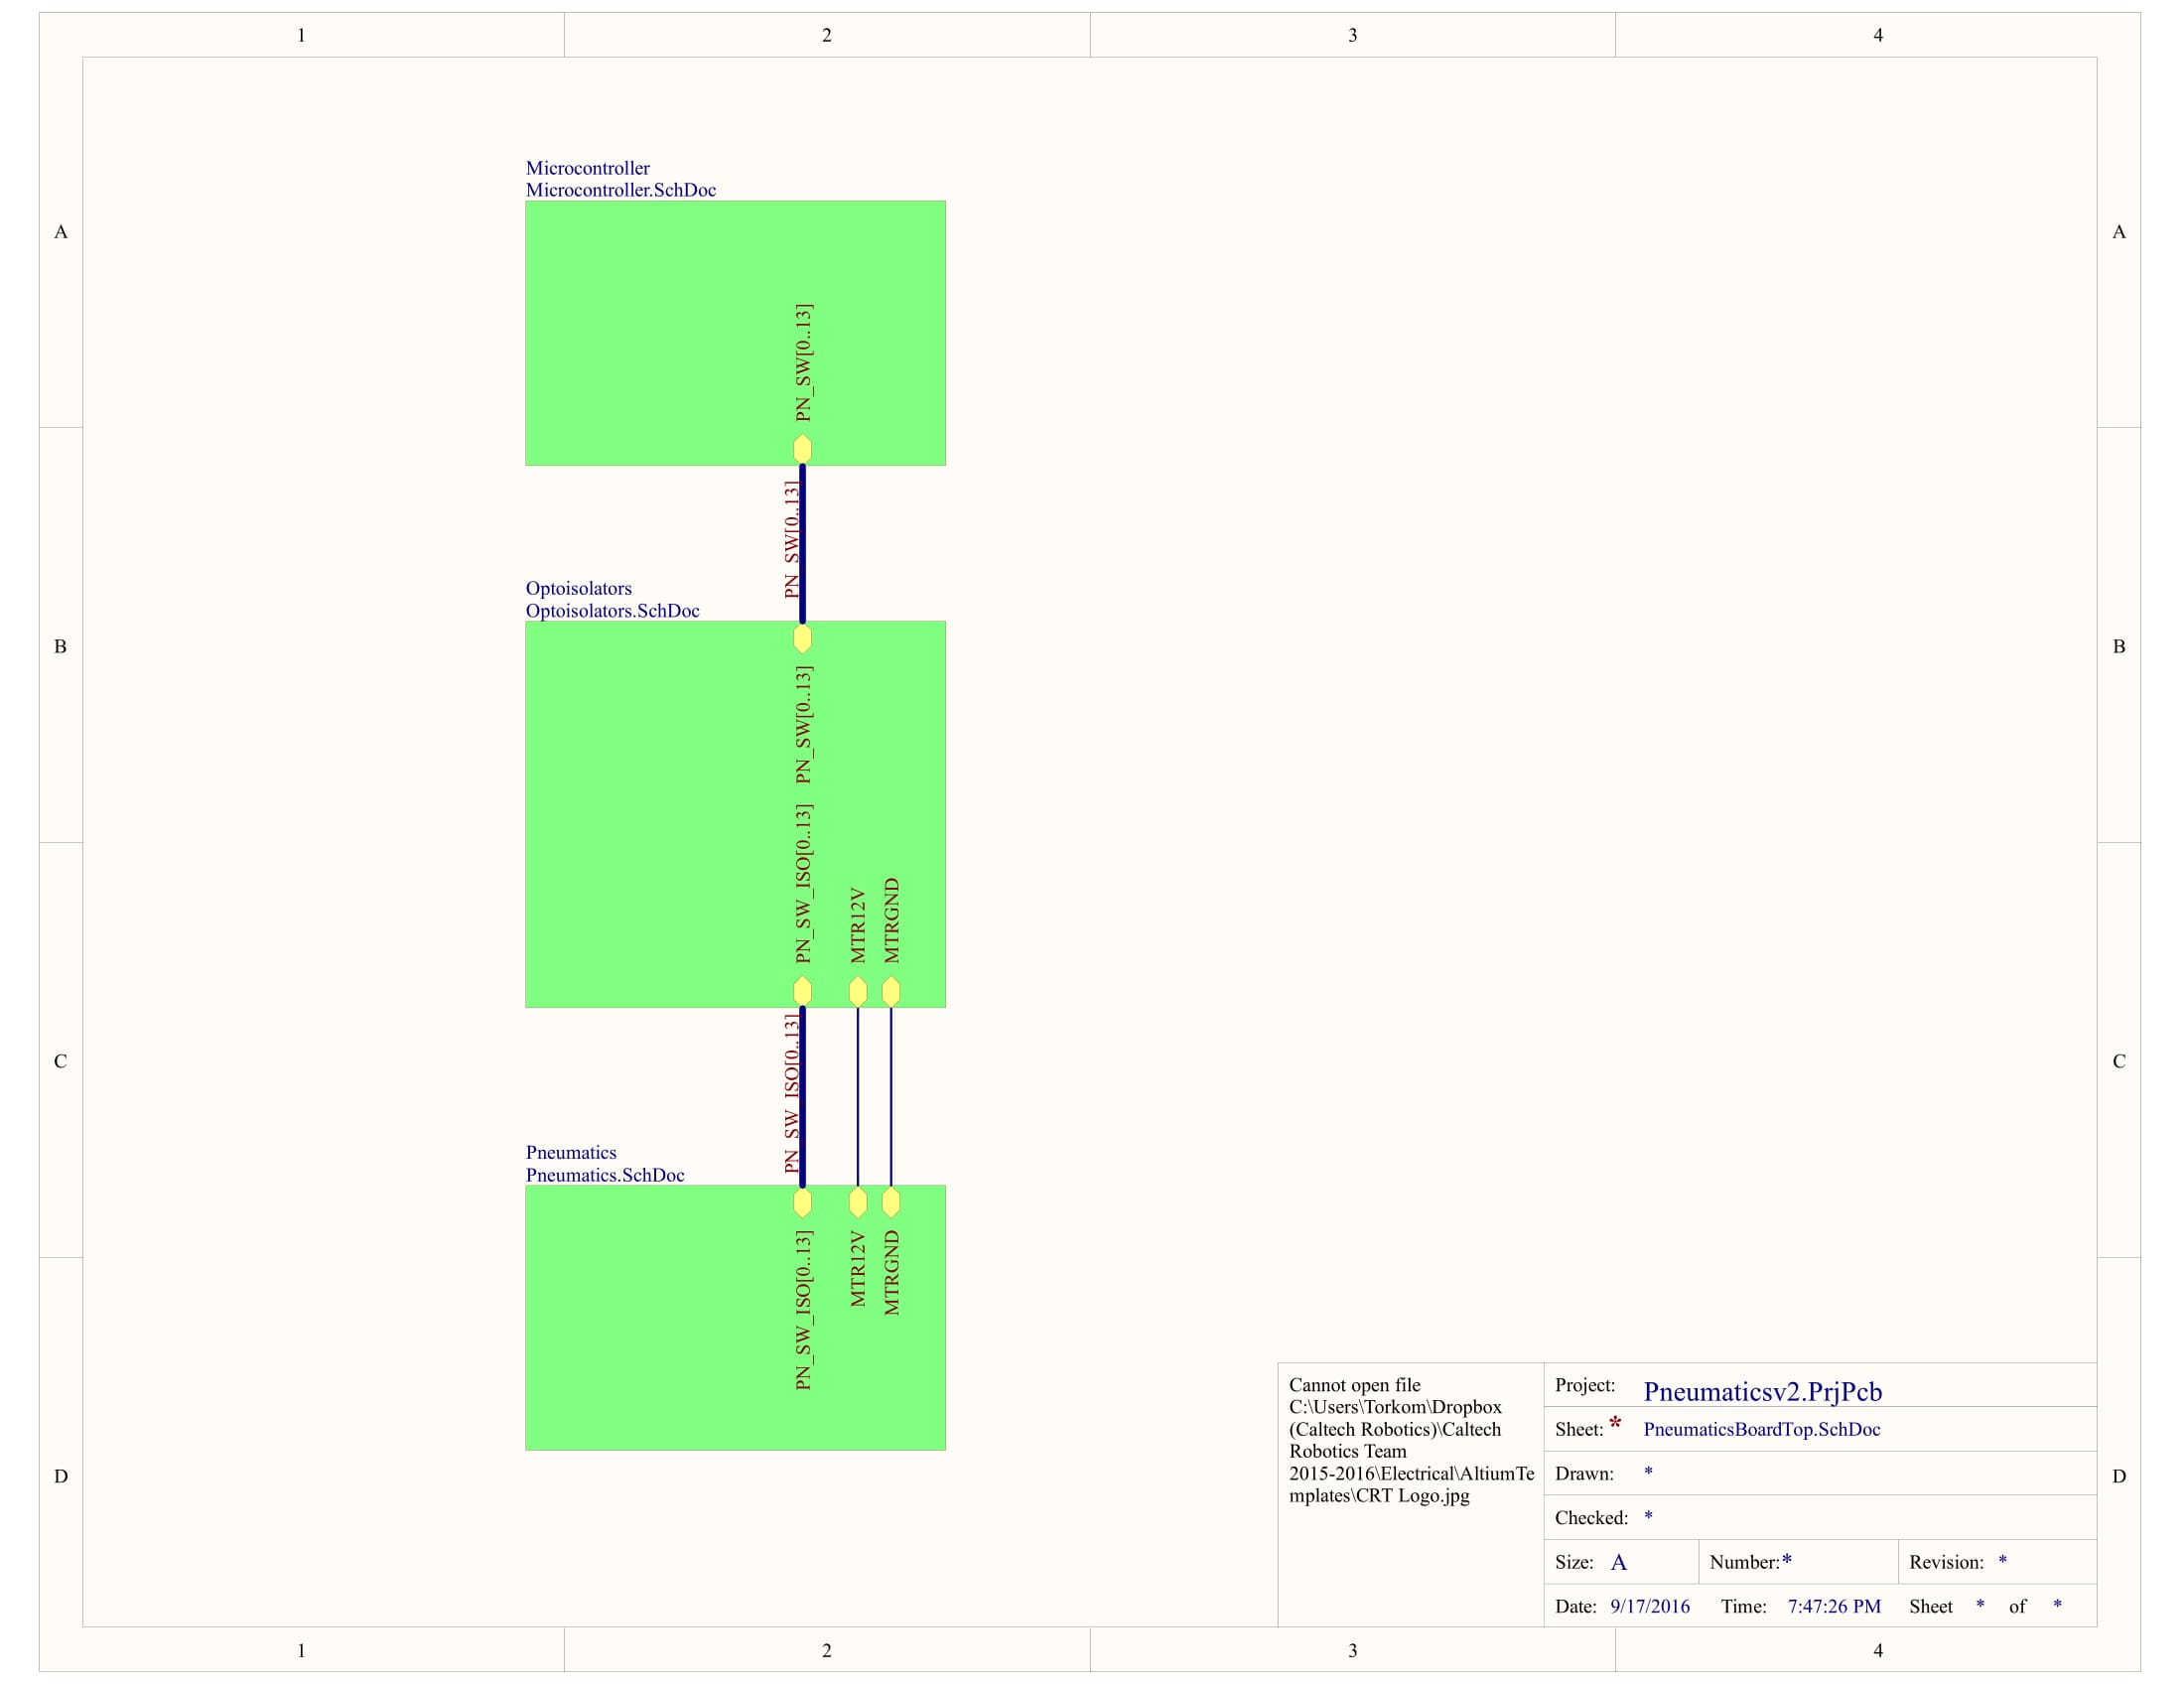 1 2 3 4
A A
Microcontroller
Microcontroller.SchDoc
PN_SW[0..13]
PN_SW[0..13]
B B
Optoisolators
Optoisolators.SchDoc
PN_SW[0..13]
PN_SW_ISO[0..13]
MTR12V
MTRGND
PN_SW_ISO[0..13]
C C
Pneumatics
Pneumatics.SchDoc
PN_SW_ISO[0..13]
MTR12V
MTRGND
D D
Cannot open file
C:\Users\Torkom\Dropbox
(Caltech Robotics)\Caltech
Robotics Team
2015-2016\Electrical\AltiumTe
mplates\CRT Logo.jpg
Project: Pneumaticsv2.PrjPcb
Sheet: * PneumaticsBoardTop.SchDoc
Drawn: *
Checked: *
Size: A Number:* Revision: *
Date: 9/17/2016 Time: 7:47:26 PM Sheet * of *
1 2 3 4